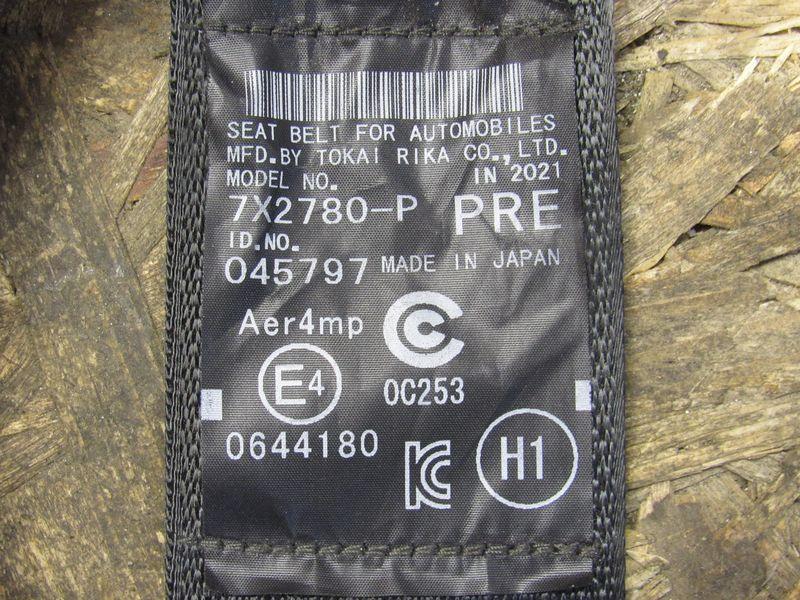 SEAT BELT FOR AUTOMOBILES
MFD.BY TOKAI RIKA CO.,LTD.
MODEL NO. IN 2021
7X2780-P PRE
ID.NO.
045797 MADE IN JAPAN
Aer4mp
E4
0C253
0644180
KC
H1